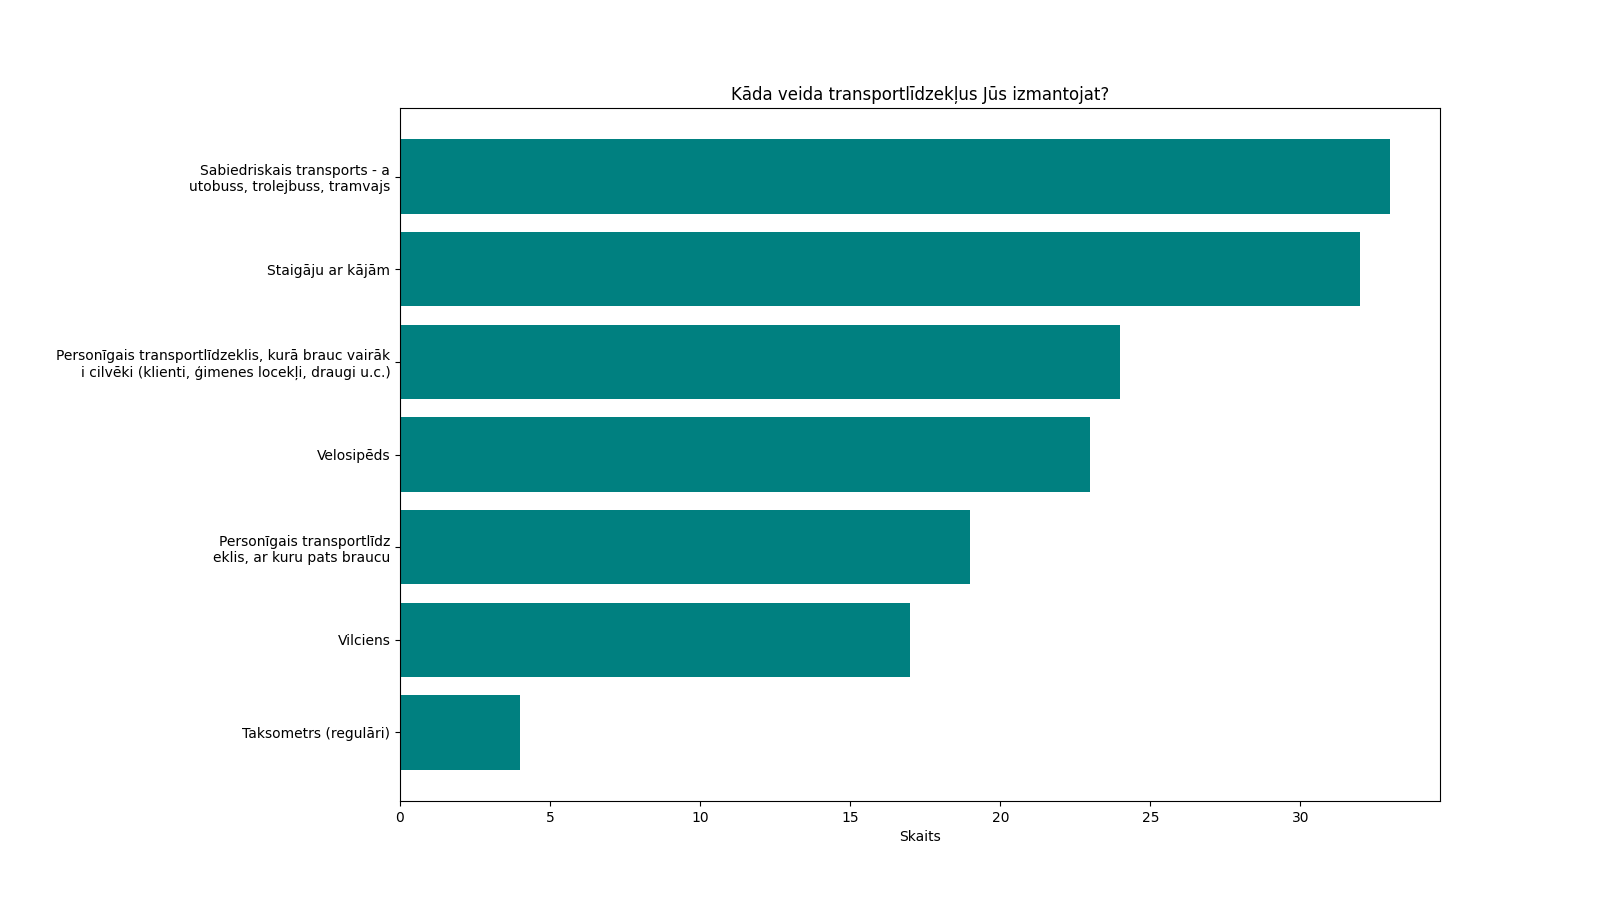 Kāda veida transportlīdzekļus Jūs izmantojat?
Sabiedriskais transports - a
utobuss, trolejbuss, tramvajs
Staigāju ar kājām
Personīgais transportlīdzeklis, kurā brauc vairāk
i cilvēki (klienti, ģimenes locekļi, draugi u.c.)
Velosipēds
Personīgais transportlīdz
eklis, ar kuru pats braucu
Vilciens
Taksometrs (regulāri)
0 5 10 15 20 25 30
Skaits